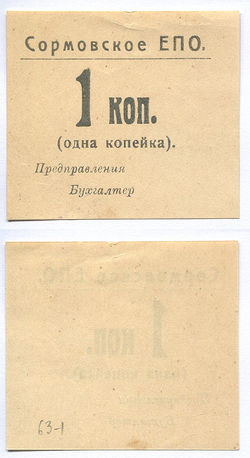 Сормовское ЕПО.
1 коп.
(одна копейка).
Предправления
Бухгалтер
63-1